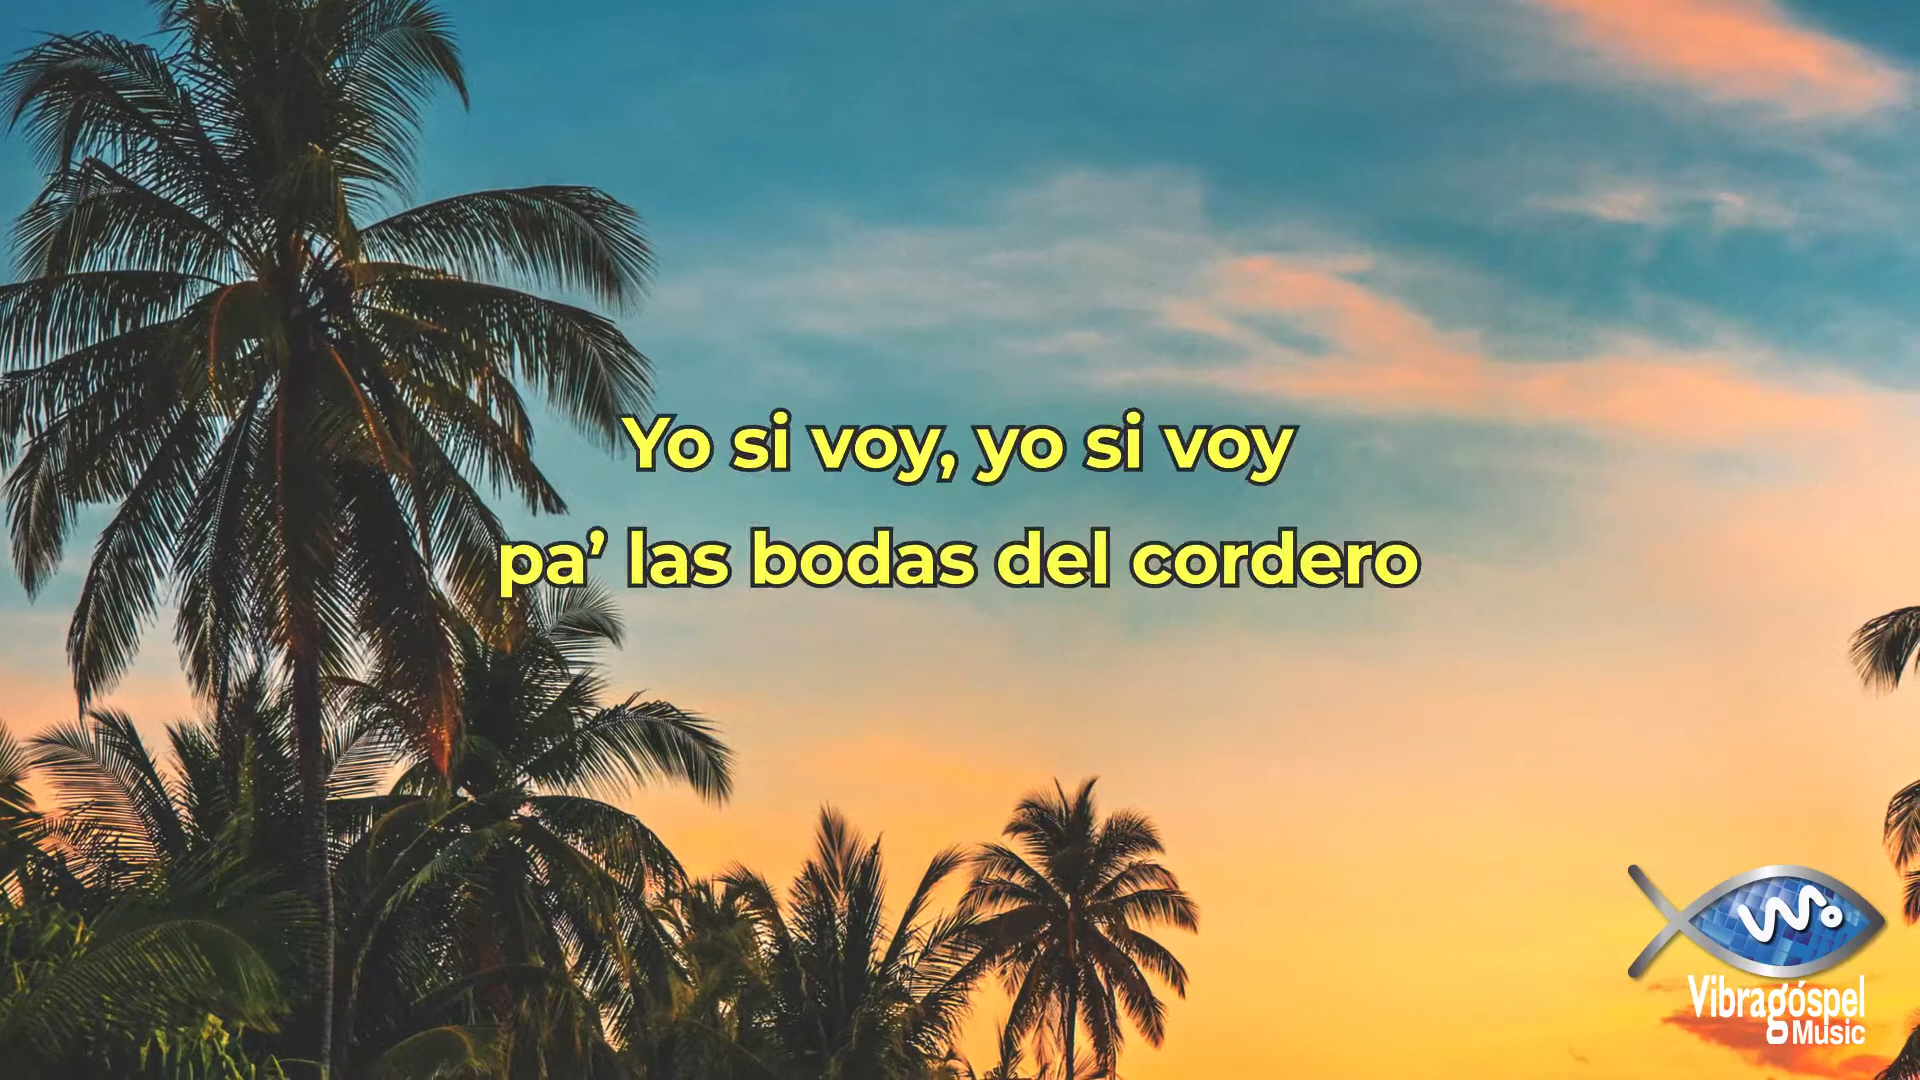 Yo si voy, yo si voy
pa’ las bodas del cordero
Vibragóspel
Music